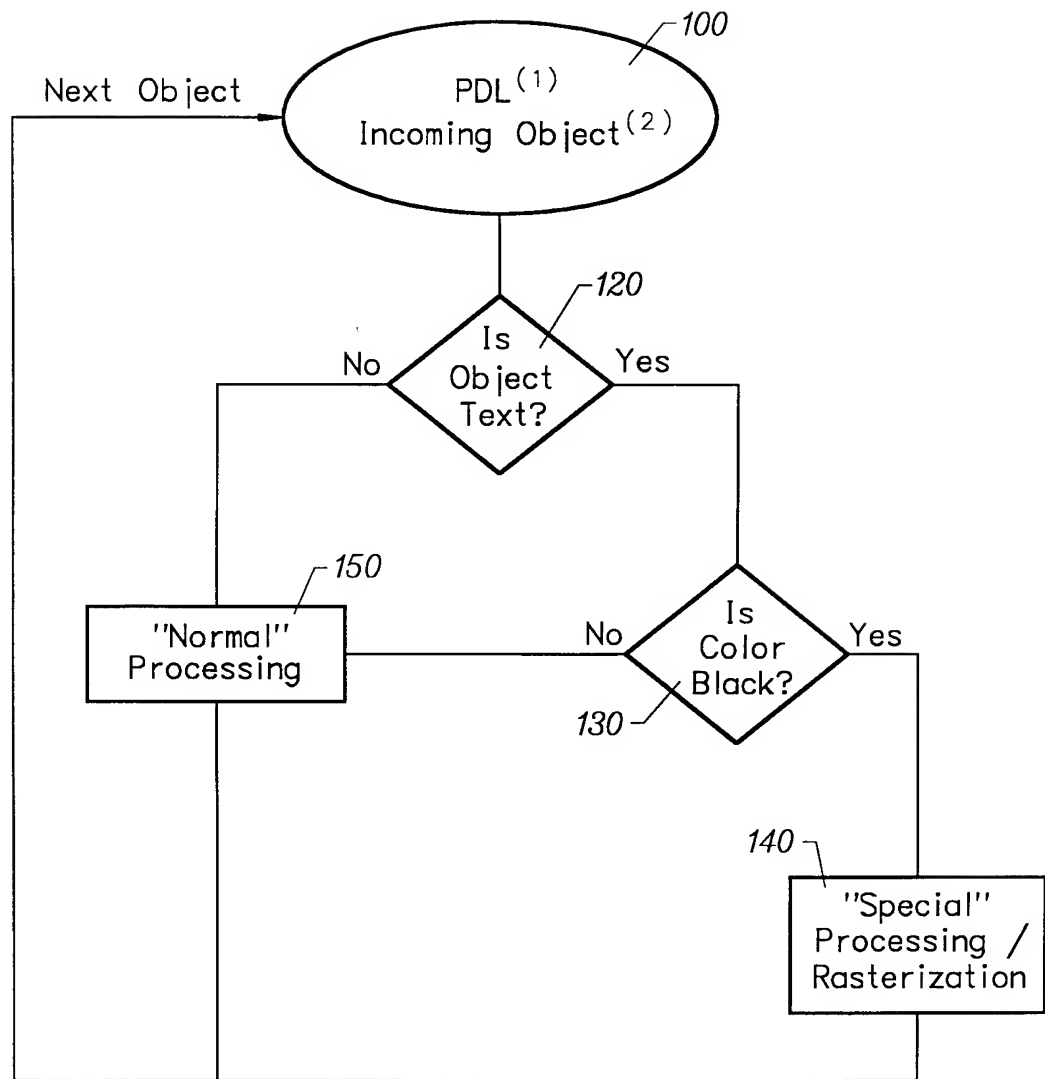 100
Next Object
PDL(1)
Incoming Object(2)
120
Is
Object
Text?
No
Yes
150
"Normal"
Processing
Is
Color
Black?
No
Yes
130
140
"Special"
Processing /
Rasterization